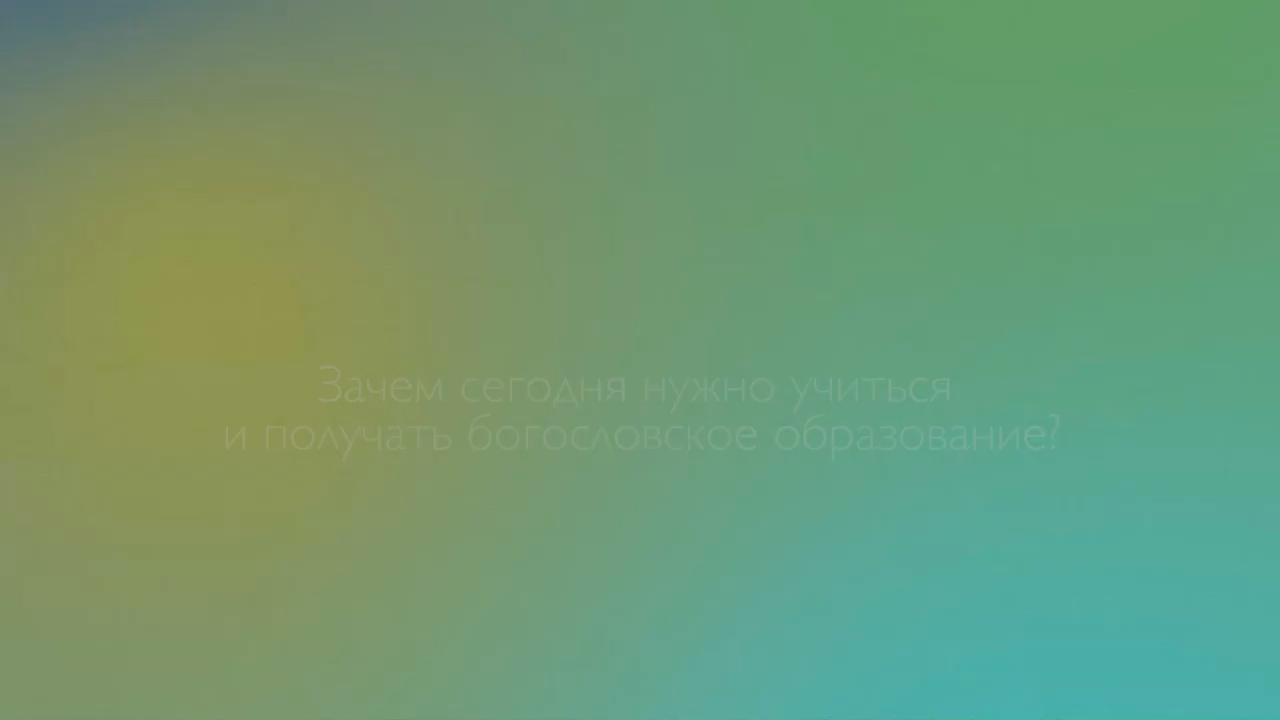 Зачем сегодня нужно учиться
и получать богословское образование?